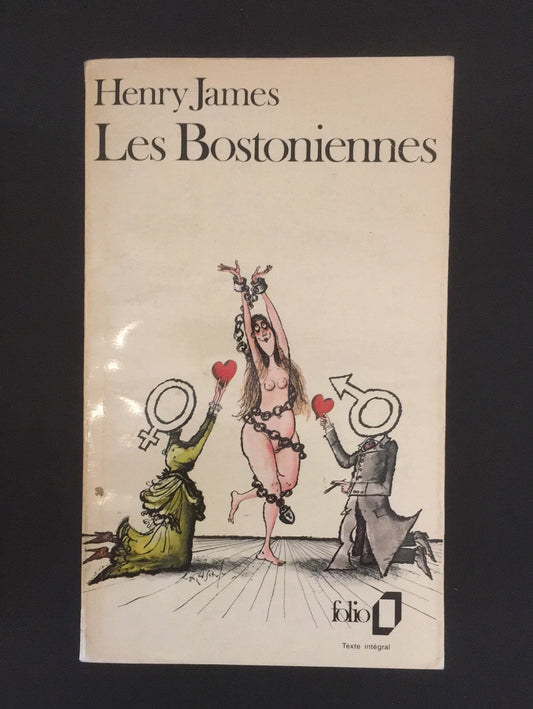 Henry James
Les Bostoniennes
folio
Texte intégral